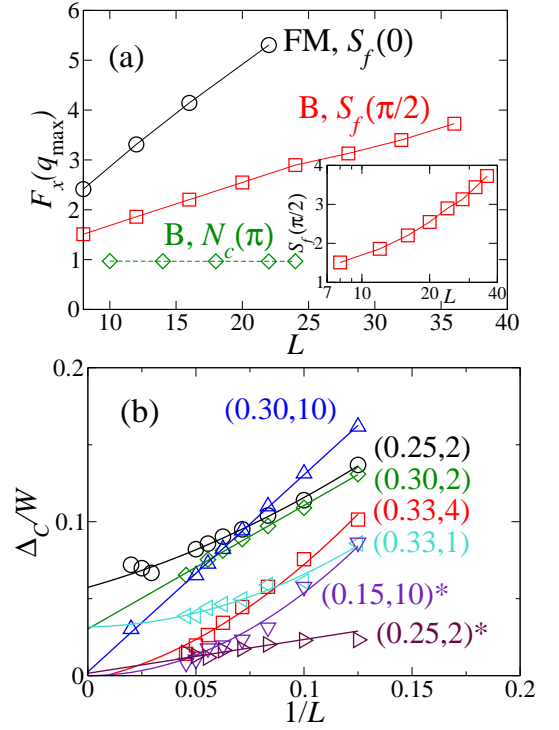 6
5
4
3
2
1
0
F_x(q_max)
(a)
FM, S_f(0)
B, S_f(π/2)
B, N_c(π)
4
3
2
1
S_f(π/2)
7 10 20 L 40
10 15 20 25 30 35 40
L
0.2
0.1
0
Δ_C/W
(b)
(0.30,10)
(0.25,2)
(0.30,2)
(0.33,4)
(0.33,1)
(0.15,10)*
(0.25,2)*
0 0.05 0.1 0.15 0.2
1/L